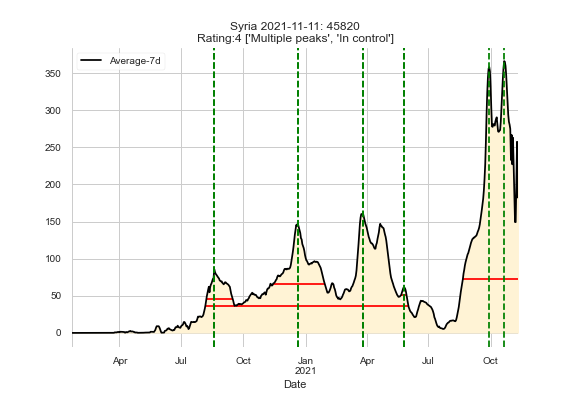 Syria 2021-11-11: 45820
Rating:4 ['Multiple peaks', 'In control']
Average-7d
350
300
250
200
150
100
50
0
Apr
Jul
Oct
Jan
2021
Apr
Jul
Oct
Date